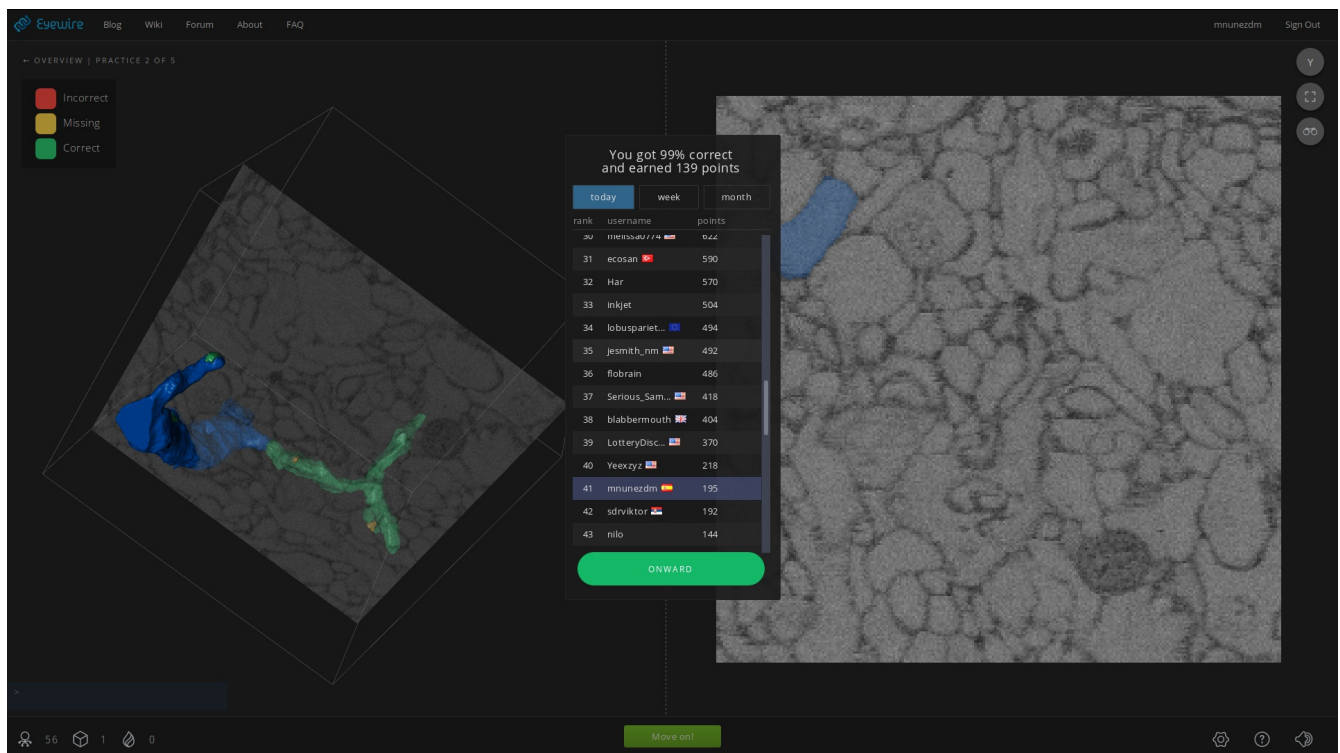 Eyewire Blog Wiki Forum About FAQ mnunezdm Sign Out
← OVERVIEW | PRACTICE 2 OF 5
Y
Incorrect
Missing
Correct
You got 99% correct
and earned 139 points
today week month
rank username points
30 melissa0774 622
31 ecosan 590
32 Har 570
33 inkjet 504
34 lobuspariet... 494
35 jesmith_nm 492
36 flobrain 486
37 Serious_Sam... 418
38 blabbermouth 404
39 LotteryDisc... 370
40 Yeexzyz 218
41 mnunezdm 195
42 sdrviktor 192
43 nilo 144
ONWARD
>
56 1 0 Move on! ?